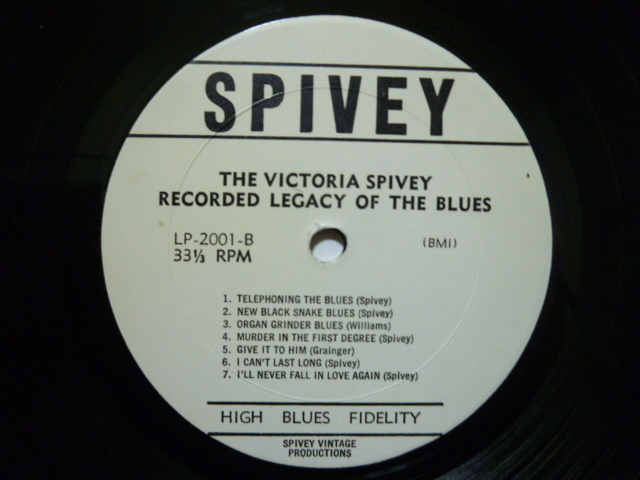 SPIVEY
THE VICTORIA SPIVEY
RECORDED LEGACY OF THE BLUES
LP-2001-B
33⅓ RPM
(BMI)
1. TELEPHONING THE BLUES (Spivey)
2. NEW BLACK SNAKE BLUES (Spivey)
3. ORGAN GRINDER BLUES (Williams)
4. MURDER IN THE FIRST DEGREE (Spivey)
5. GIVE IT TO HIM (Grainger)
6. I CAN'T LAST LONG (Spivey)
7. I'LL NEVER FALL IN LOVE AGAIN (Spivey)
HIGH BLUES FIDELITY
SPIVEY VINTAGE
PRODUCTIONS